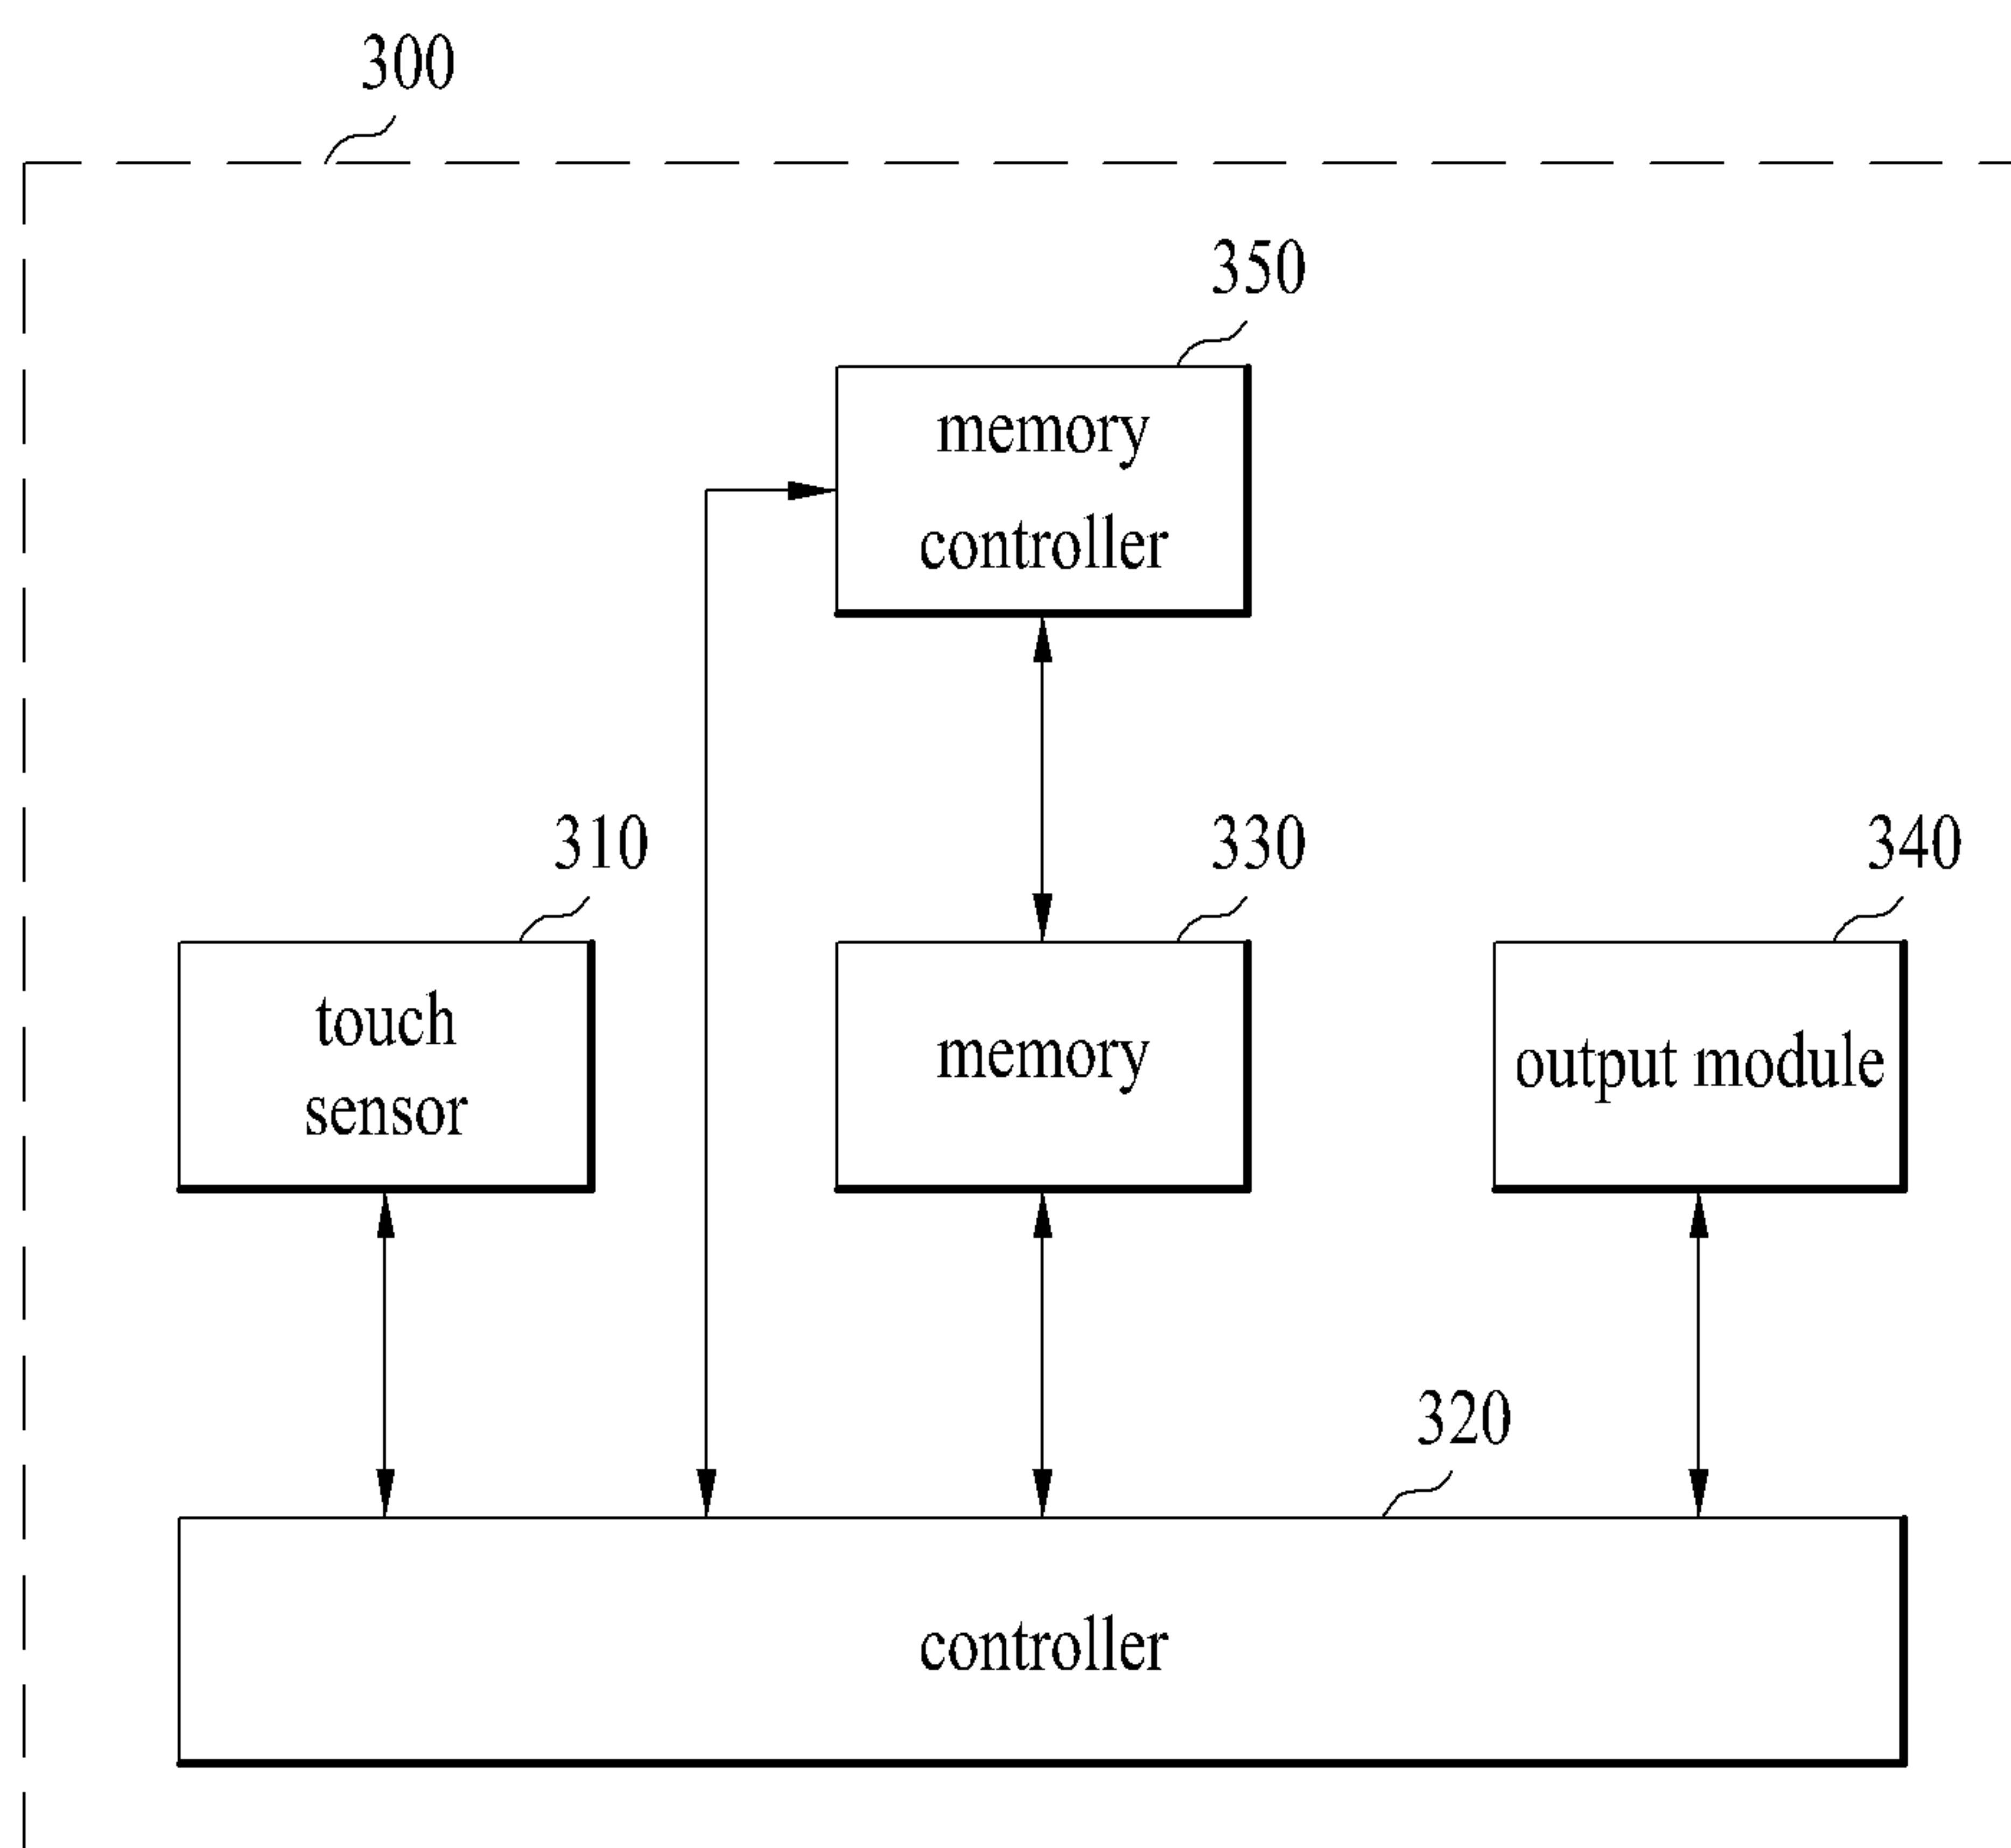 300
350
memory
controller
310
330
340
touch
sensor
memory
output module
320
controller